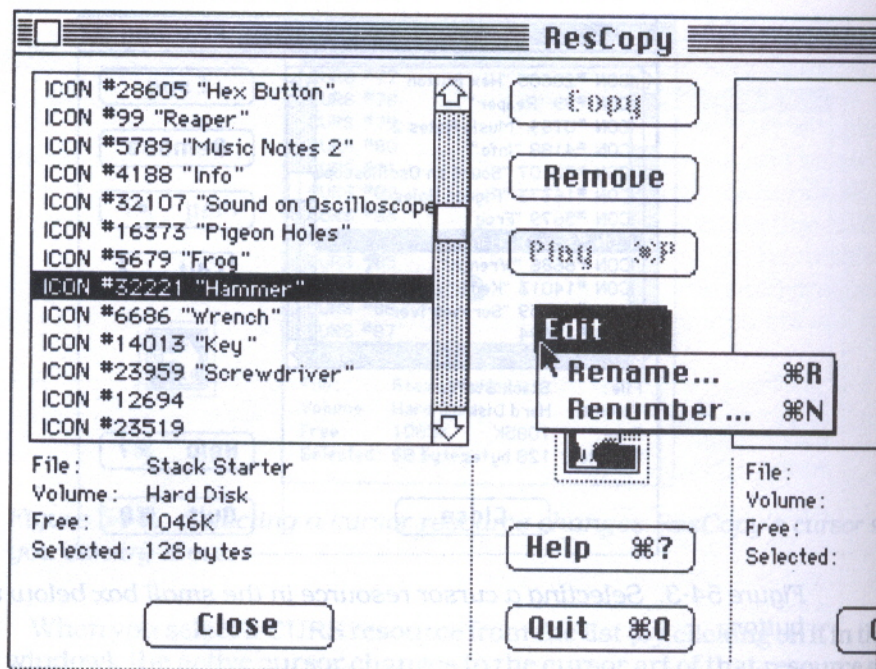 ResCopy
ICON #28605 "Hex Button"
ICON #99 "Reaper"
ICON #5789 "Music Notes 2"
ICON #4188 "Info"
ICON #32107 "Sound on Oscilloscope
ICON #16373 "Pigeon Holes"
ICON #5679 "Frog"
ICON #32221 "Hammer"
ICON #6686 "Wrench"
ICON #14013 "Key"
ICON #23959 "Screwdriver"
ICON #12694
ICON #23519
File: Stack Starter
Volume: Hard Disk
Free: 1046K
Selected: 128 bytes
Close
Copy
Remove
Play ⌘P
Edit
Rename... ⌘R
Renumber... ⌘N
Help ⌘?
Quit ⌘Q
File:
Volume:
Free:
Selected:
Figure 54-3. Selecting a cursor resource in the small box below